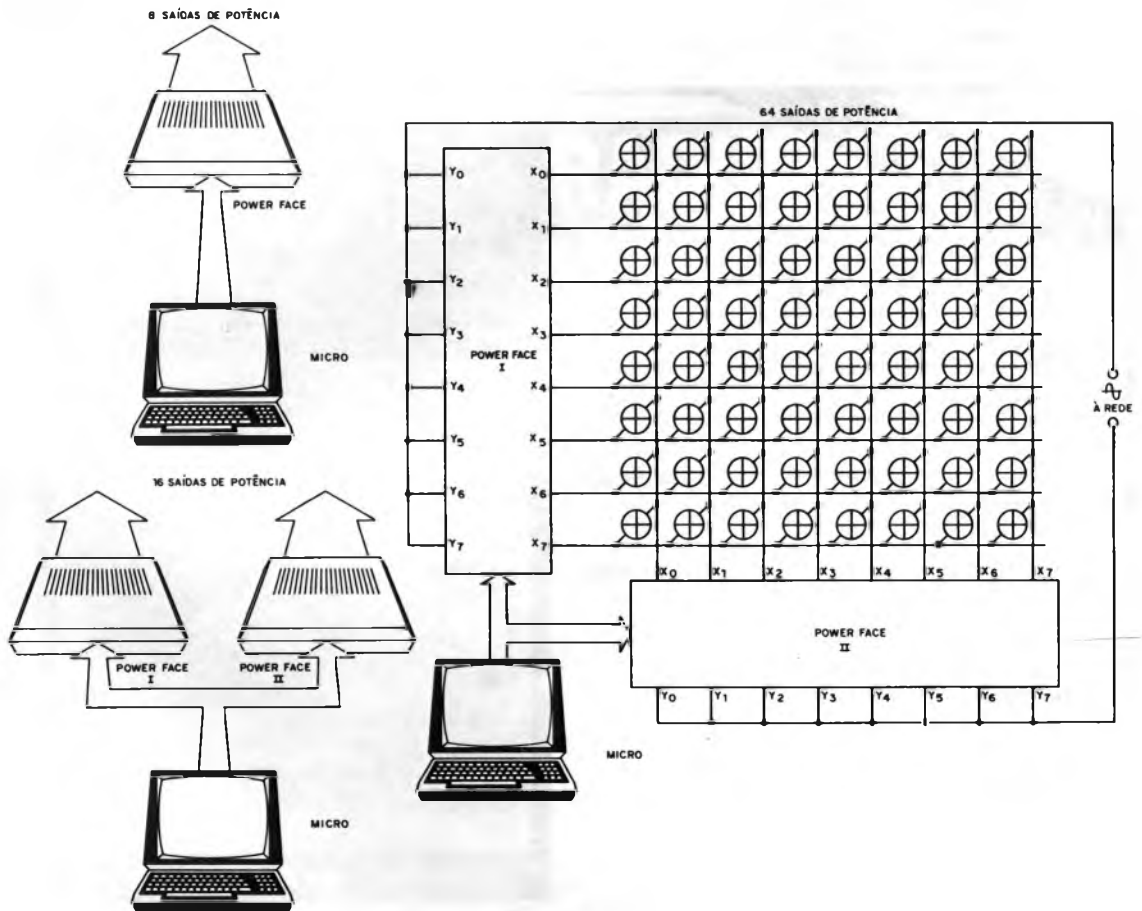 8 SAÍDAS DE POTÊNCIA
POWER FACE
MICRO
16 SAÍDAS DE POTÊNCIA
POWER FACE
I
POWER FACE
II
MICRO
64 SAÍDAS DE POTÊNCIA
Y0 X0
Y1 X1
Y2 X2
Y3 X3
POWER FACE
I
Y4 X4
Y5 X5
Y6 X6
Y7 X7
À REDE
X0 X1 X2 X3 X4 X5 X6 X7
POWER FACE
II
Y0 Y1 Y2 Y3 Y4 Y5 Y6 Y7
MICRO